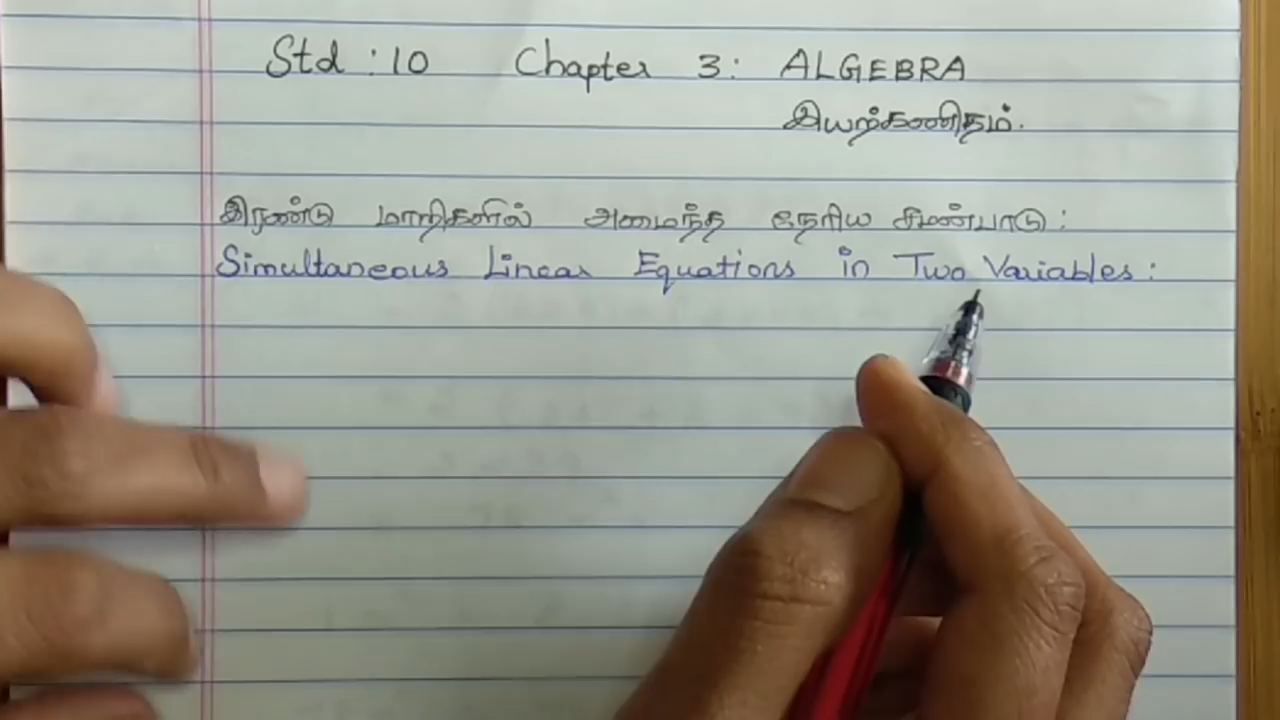 Std : 10 Chapter 3: ALGEBRA
இயற்கணிதம்.
இரண்டு மாறிகளில் அமைந்த நேரிய சமன்பாடு :
Simultaneous Linear Equations in Two Variables :